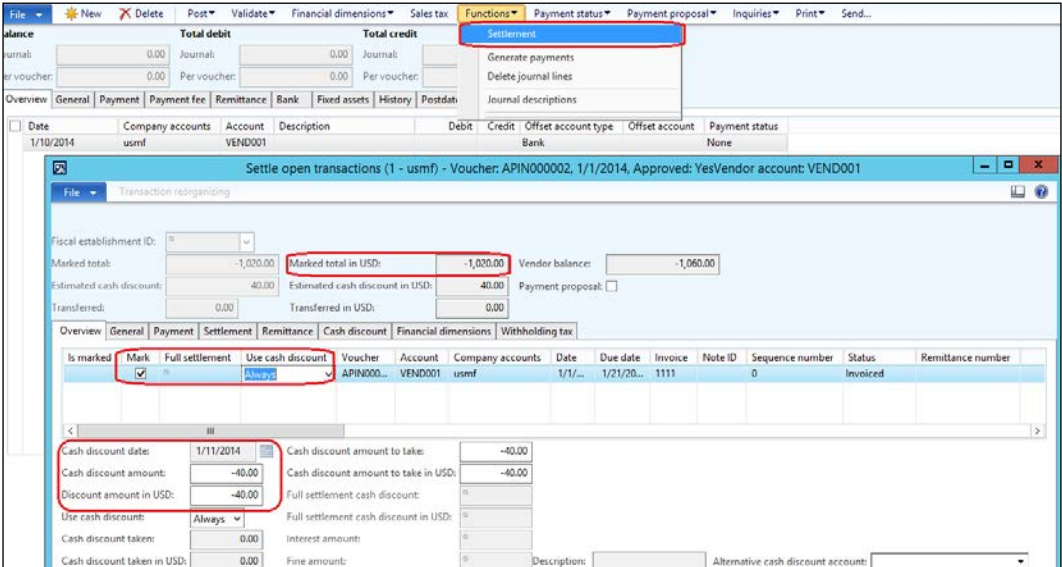 File New Delete Post Validate Financial dimensions Sales tax Functions Payment status Payment proposal Inquiries Print Send...
alance Total debit Total credit Settlement
ournal: 0.00 Journal: 0.00 Journal: Generate payments
er voucher: 0.00 Per voucher: 0.00 Per voucher: Delete journal lines
Overview General Payment Payment fee Remittance Bank Fixed assets History Postdat Journal descriptions
Date Company accounts Account Description Debit Credit Offset account type Offset account Payment status
1/10/2014 usmf VEND001 Bank None
Settle open transactions (1 - usmf) - Voucher: APIN000002, 1/1/2014, Approved: YesVendor account: VEND001
File Transaction reorganizing
Fiscal establishment ID:
Marked total: -1,020.00 Marked total in USD: -1,020.00 Vendor balance: -1,060.00
Estimated cash discount: 40.00 Estimated cash discount in USD: 40.00 Payment proposal:
Transferred: 0.00 Transferred in USD: 0.00
Overview General Payment Settlement Remittance Cash discount Financial dimensions Withholding tax
Is marked Mark Full settlement Use cash discount Voucher Account Company accounts Date Due date Invoice Note ID Sequence number Status Remittance number
Always APIN000... VEND001 usmf 1/1/... 1/21/20... 1111 0 Invoiced
Cash discount date: 1/11/2014 Cash discount amount to take: -40.00
Cash discount amount: -40.00 Cash discount amount to take in USD: -40.00
Discount amount in USD: -40.00 Full settlement cash discount:
Use cash discount: Always Full settlement cash discount in USD:
Cash discount taken: 0.00 Interest amount:
Cash discount taken in USD: 0.00 Fine amount: Description: Alternative cash discount account: